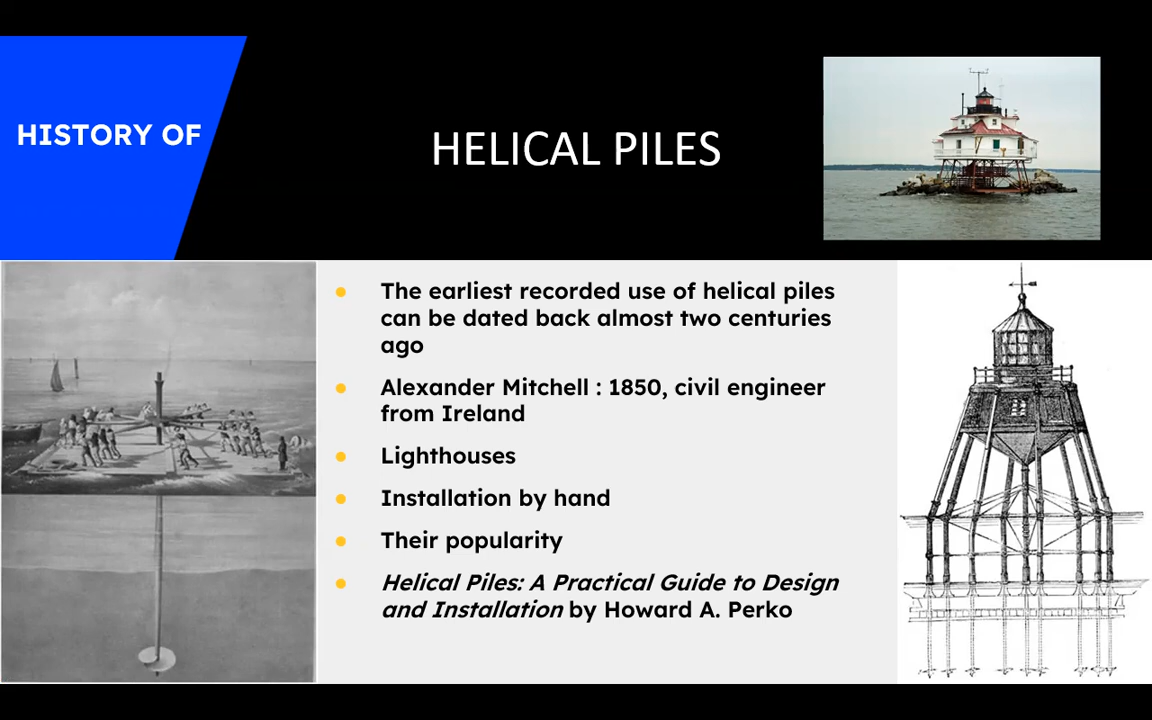 HISTORY OF
HELICAL PILES
The earliest recorded use of helical piles
can be dated back almost two centuries
ago
Alexander Mitchell : 1850, civil engineer
from Ireland
Lighthouses
Installation by hand
Their popularity
Helical Piles: A Practical Guide to Design
and Installation by Howard A. Perko